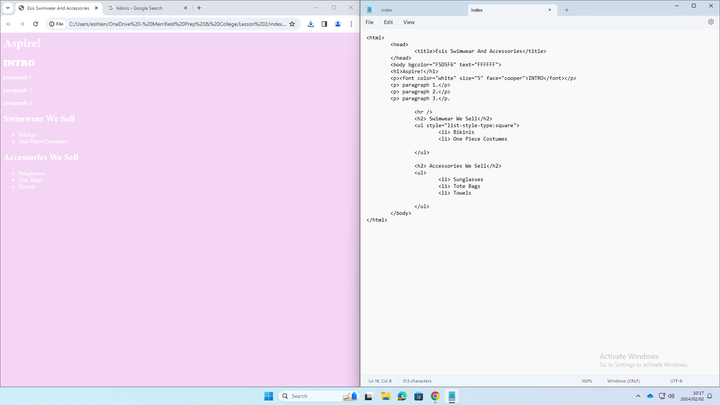 Esis Swimwear And Accessories
bikinis - Google Search
File
C:/Users/esihlen/OneDrive%20-%20Merrifield%20Prep%20&%20College/Lesson%202/index...
Aspire!
INTRO
paragraph 1
paragraph 2
paragraph 3
Swimwear We Sell
Bikinis
One Piece Costumes
Accessories We Sell
Sunglasses
Tote Bags
Towels
index
index
File Edit View
<html>
<head>
<title>Esis Swimwear And Accessories</title>
</head>
<body bgcolor="F5D5F6" text="FFFFFF">
<h1>Aspire!</h1>
<p><font color="white" size="5" face="cooper">INTRO</font></p>
<p> paragraph 1.</p>
<p> paragraph 2.</p>
<p> paragraph 3.</p.
<hr />
<h2> Swimwear We Sell</h2>
<ul style="list-style-type:square">
<li> Bikinis
<li> One Piece Costumes
</ul>
<h2> Accessories We Sell</h2>
<ul>
<li> Sunglasses
<li> Tote Bags
<li> Towels
</ul>
</body>
</html>
Activate Windows
Go to Settings to activate Windows.
513 characters
100%
Windows (CRLF)
UTF-8
Search
10:17
2024/02/02